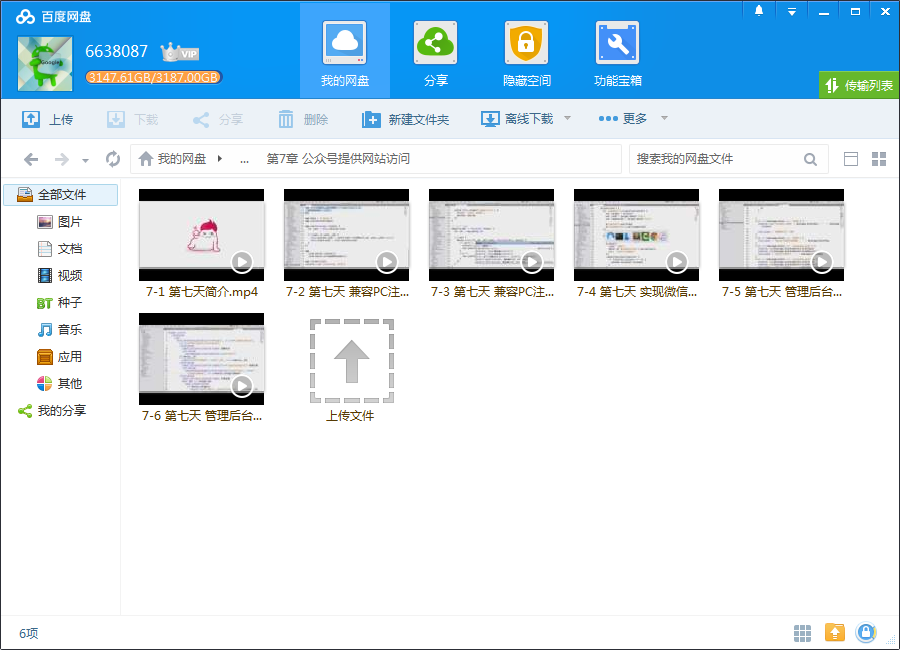 百度网盘
6638087 VIP
3147.61GB/3187.00GB
我的网盘 分享 隐藏空间 功能宝箱
传输列表
上传 下载 分享 删除 新建文件夹 离线下载 更多
我的网盘 ... 第7章 公众号提供网站访问 搜索我的网盘文件
全部文件
图片
文档
视频
BT 种子
音乐
应用
其他
我的分享
7-1 第七天简介.mp4 7-2 第七天 兼容PC注... 7-3 第七天 兼容PC注... 7-4 第七天 实现微信... 7-5 第七天 管理后台...
7-6 第七天 管理后台... 上传文件
6项